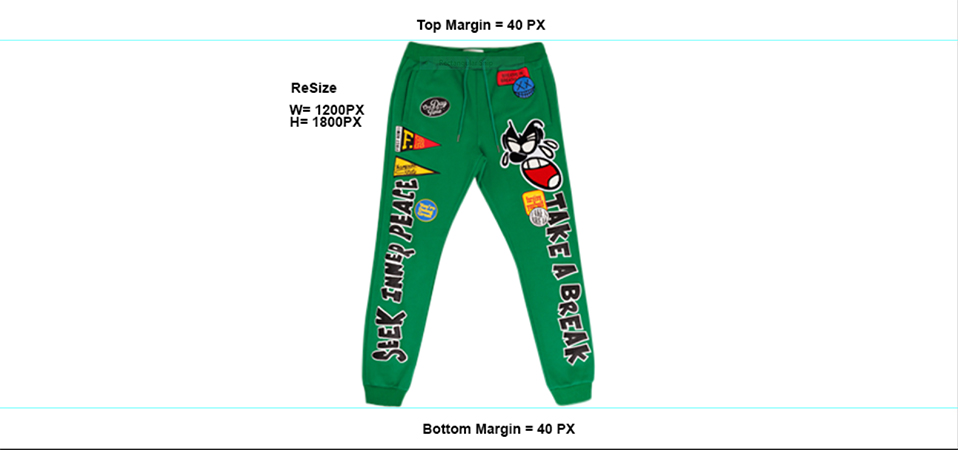 Top Margin = 40 PX
ReSize
W= 1200PX
H= 1800PX
SEEK INNER PEACE
TAKE A BREAK
Bottom Margin = 40 PX